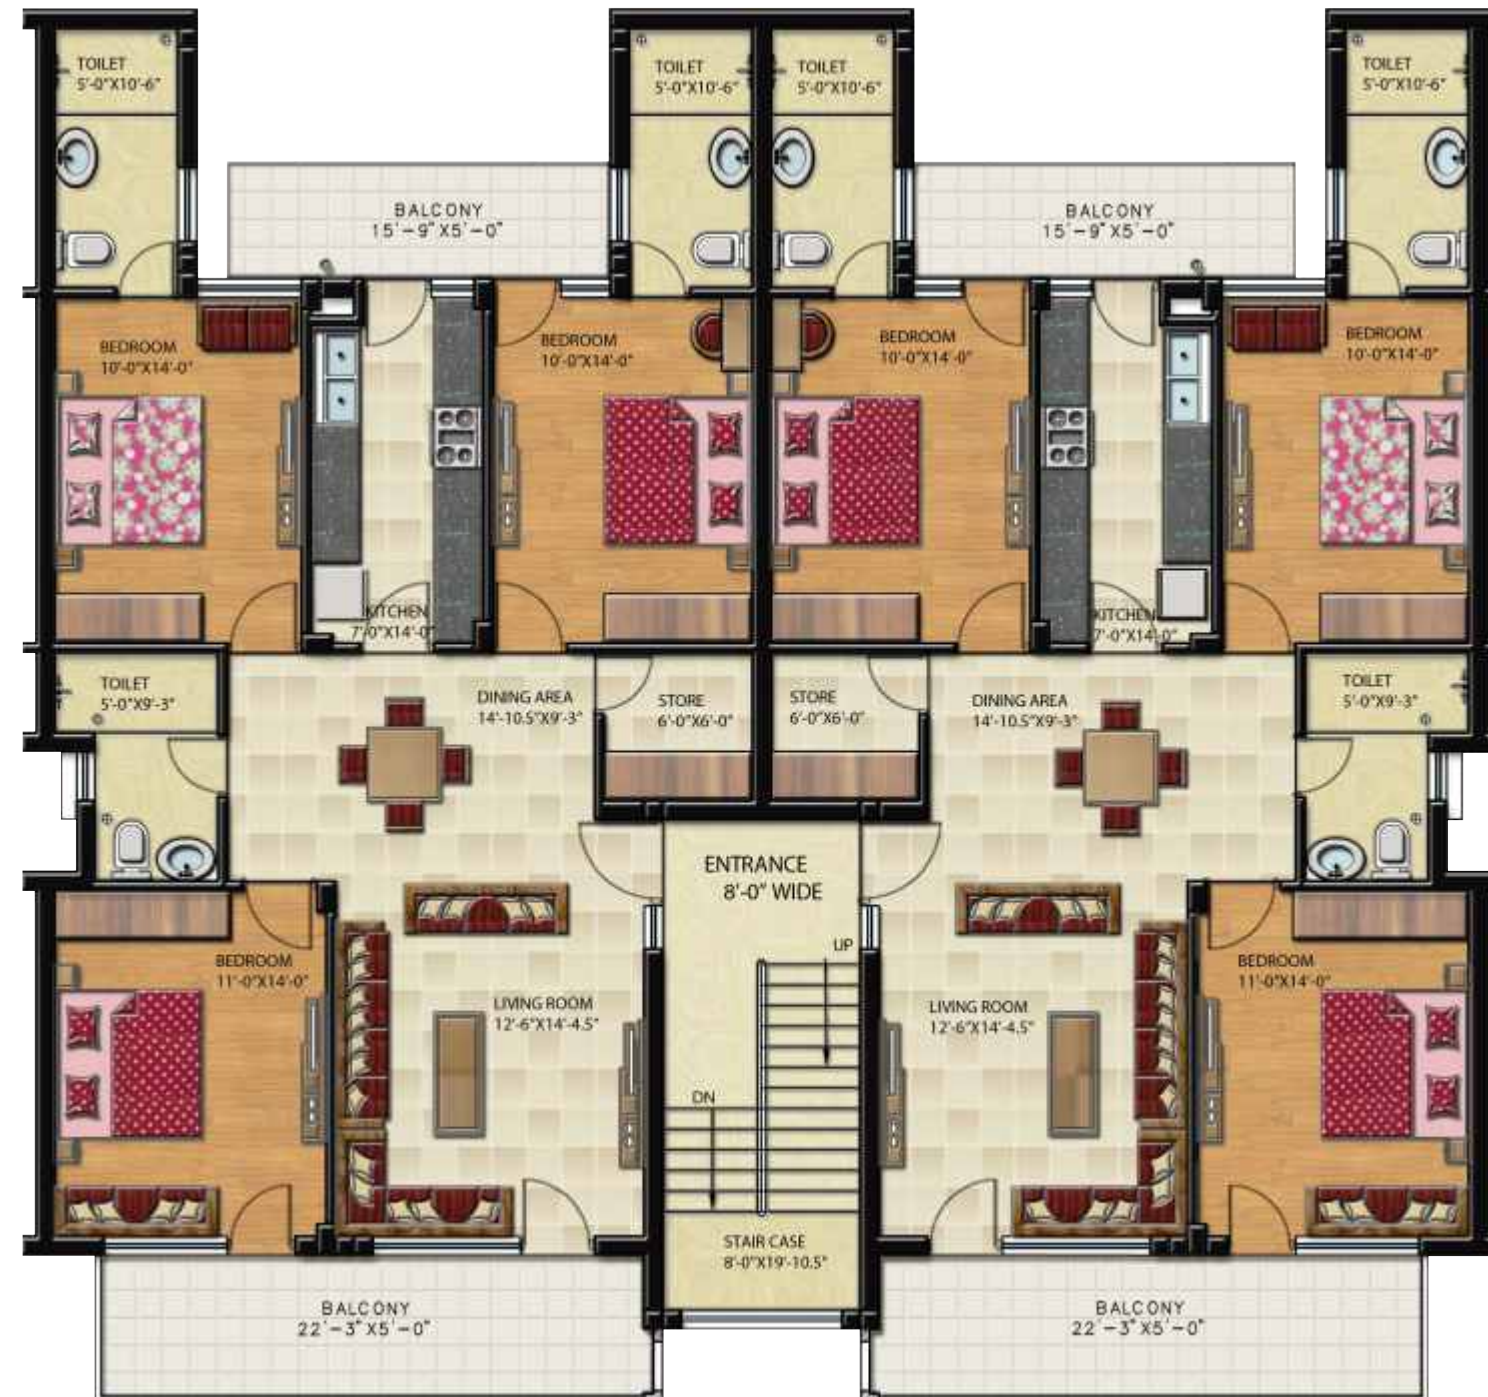 TOILET
5'-0"X10'-6"
TOILET
5'-0"X10'-6"
TOILET
5'-0"X10'-6"
TOILET
5'-0"X10'-6"
BALCONY
15'-9"X5'-0"
BALCONY
15'-9"X5'-0"
BEDROOM
10'-0"X14'-0"
BEDROOM
10'-0"X14'-0"
BEDROOM
10'-0"X14'-0"
BEDROOM
10'-0"X14'-0"
KITCHEN
7'-0"X14'-0"
KITCHEN
7'-0"X14'-0"
TOILET
5'-0"X9'-3"
DINING AREA
14'-10.5"X9'-3"
STORE
6'-0"X6'-0"
STORE
6'-0"X6'-0"
DINING AREA
14'-10.5"X9'-3"
TOILET
5'-0"X9'-3"
ENTRANCE
8'-0" WIDE
UP
BEDROOM
11'-0"X14'-0"
LIVING ROOM
12'-6"X14'-4.5"
LIVING ROOM
12'-6"X14'-4.5"
BEDROOM
11'-0"X14'-0"
DN
STAIR CASE
8'-0"X19'-10.5"
BALCONY
22'-3"X5'-0"
BALCONY
22'-3"X5'-0"